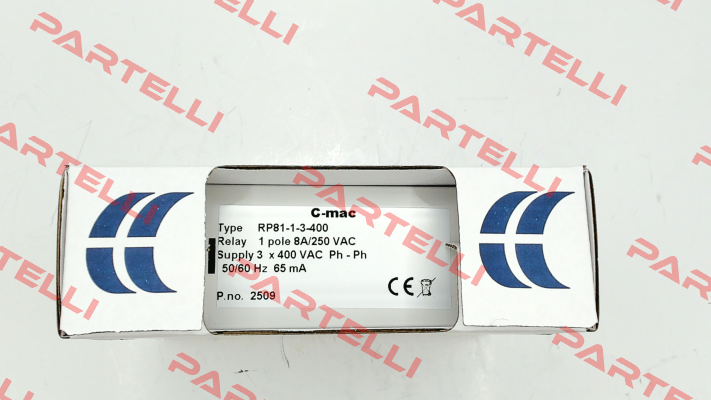 PARTELLI
PARTELLI
PARTELLI
C-mac
Type RP81-1-3-400
Relay 1 pole 8A/250 VAC
Supply 3 x 400 VAC Ph - Ph
50/60 Hz 65 mA
CE
P.no. 2509
PARTELLI
PARTELLI
PARTELLI